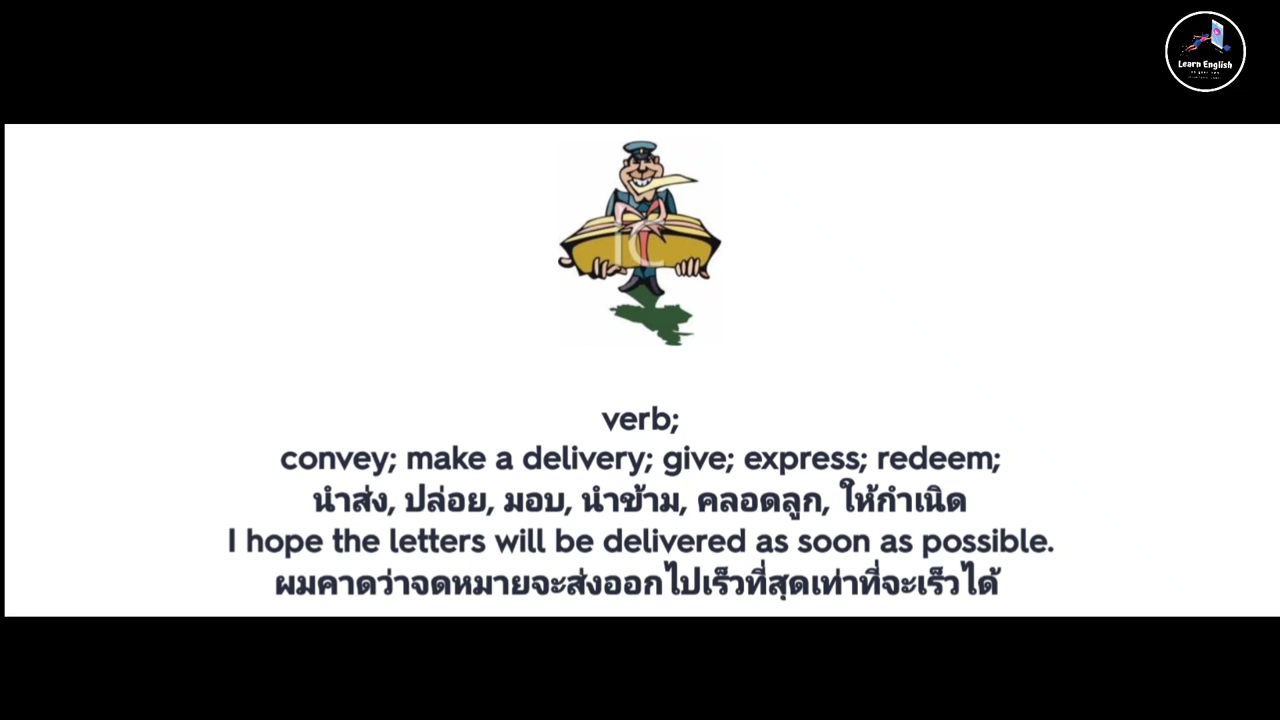 Learn English
verb;
convey; make a delivery; give; express; redeem;
นำส่ง, ปล่อย, มอบ, นำข้าม, คลอดลูก, ให้กำเนิด
I hope the letters will be delivered as soon as possible.
ผมคาดว่าจดหมายจะส่งออกไปเร็วที่สุดเท่าที่จะเร็วได้